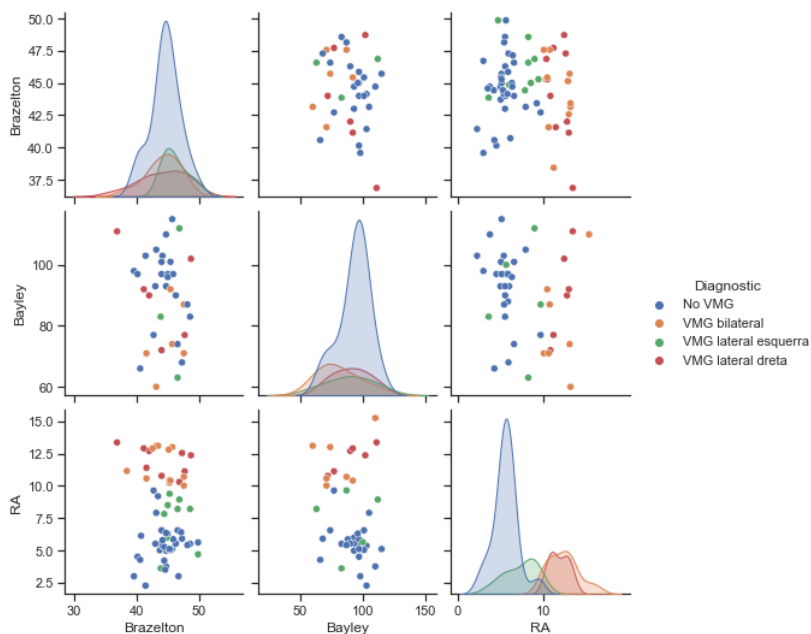 50.0
47.5
45.0
42.5
40.0
37.5
Brazelton
100
80
60
Bayley
Diagnostic
No VMG
VMG bilateral
VMG lateral esquerra
VMG lateral dreta
15.0
12.5
10.0
7.5
5.0
2.5
RA
30 40 50
Brazelton
50 100 150
Bayley
0 10
RA